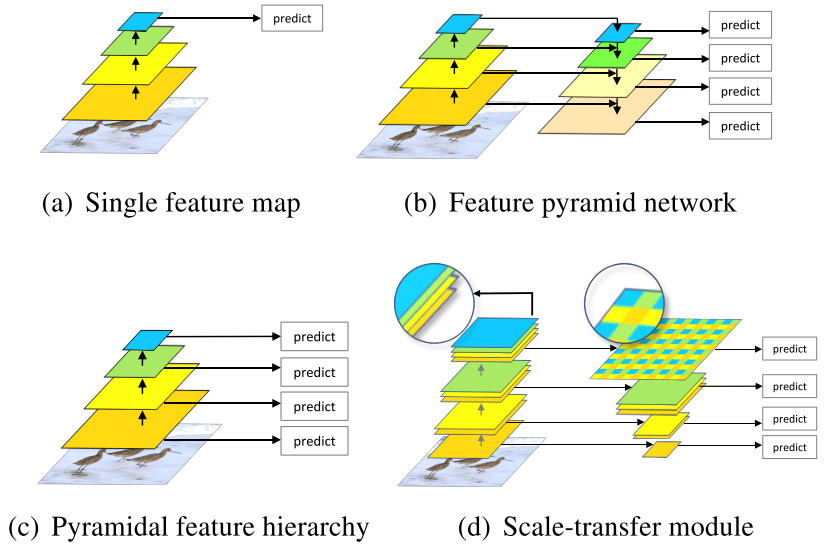 predict
predict
predict
predict
predict
(a) Single feature map
(b) Feature pyramid network
predict
predict
predict
predict
predict
predict
predict
predict
(c) Pyramidal feature hierarchy
(d) Scale-transfer module